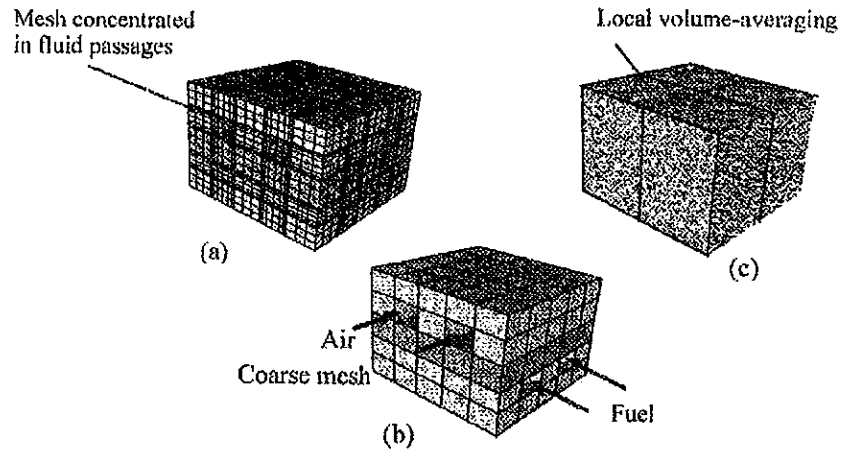 Mesh concentrated
in fluid passages
Local volume-averaging
(a)
(c)
Air
Coarse mesh
Fuel
(b)